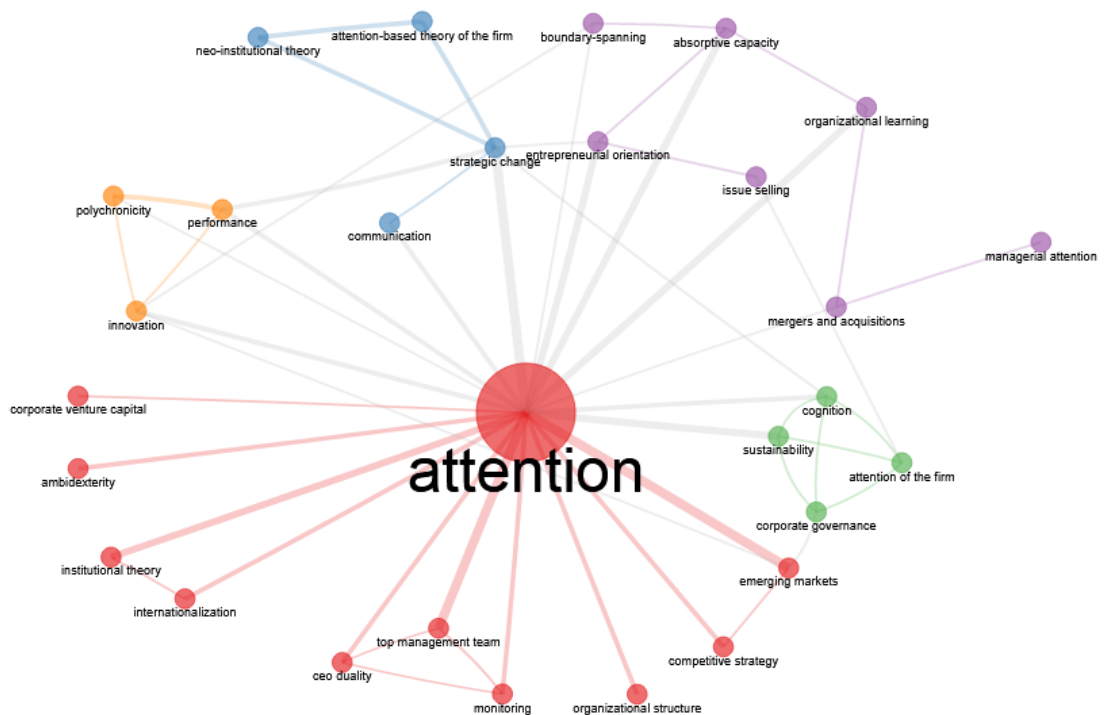 attention-based theory of the firm
boundary-spanning
absorptive capacity
neo-institutional theory
organizational learning
strategic change
entrepreneurial orientation
issue selling
polychronicity
performance
communication
managerial attention
innovation
mergers and acquisitions
corporate venture capital
cognition
sustainability
attention
ambidexterity
attention of the firm
corporate governance
institutional theory
emerging markets
internationalization
top management team
competitive strategy
ceo duality
monitoring
organizational structure